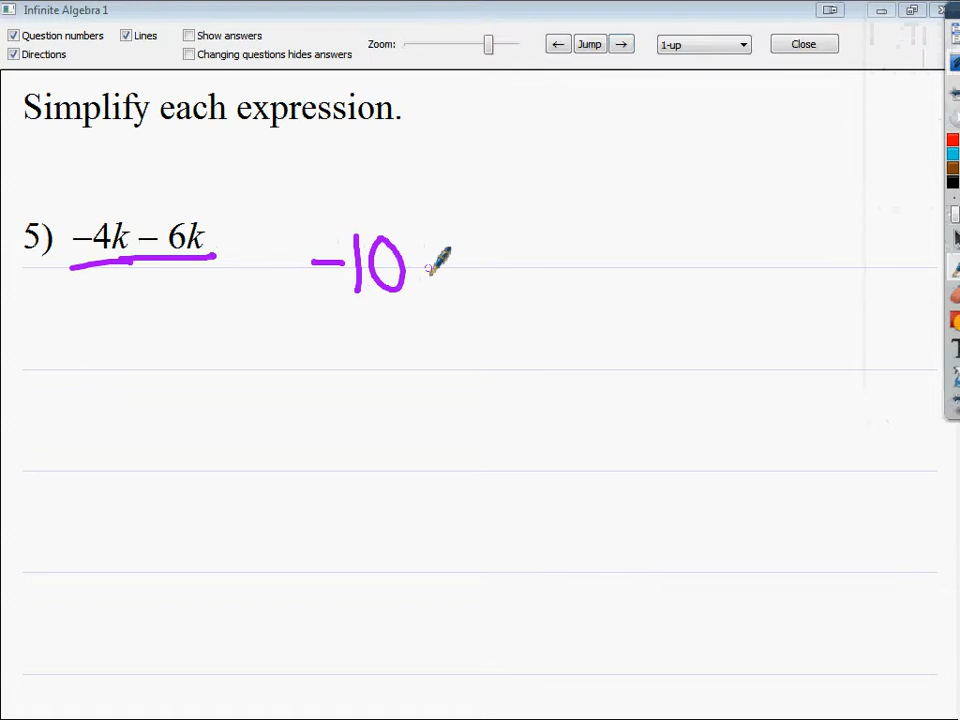 Infinite Algebra 1
Question numbers Lines Show answers Zoom: ← Jump → 1-up Close
Directions Changing questions hides answers
Simplify each expression.
5) –4k – 6k -10
T